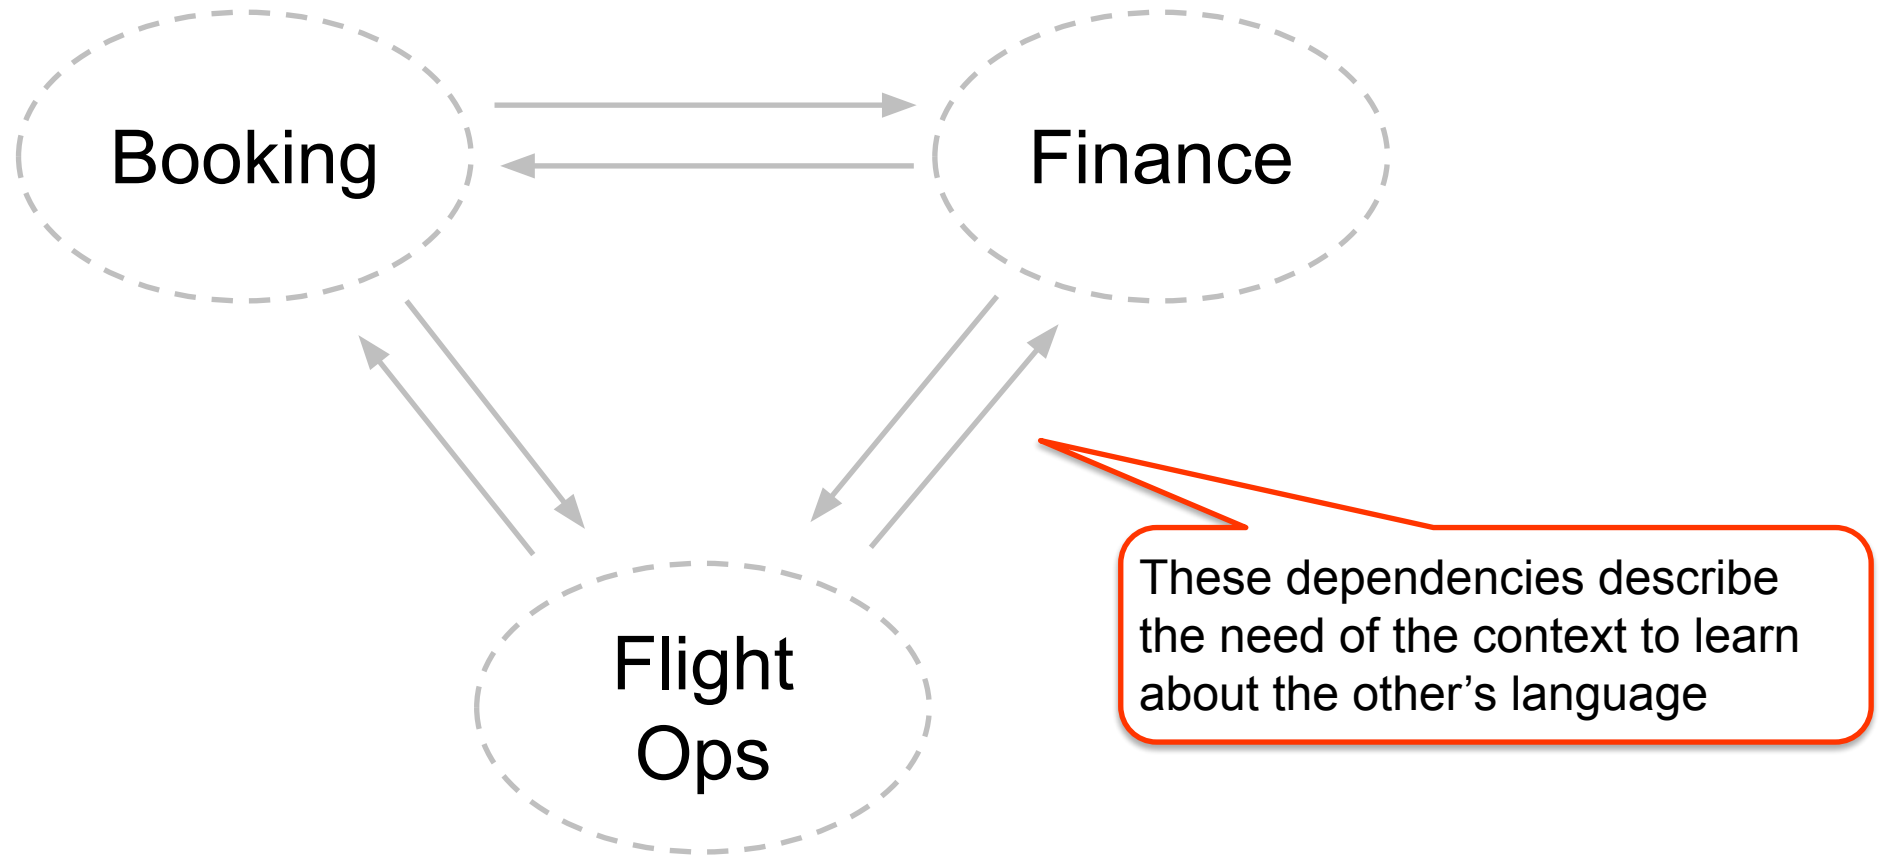 Booking
Finance
Flight
Ops
These dependencies describe
the need of the context to learn
about the other’s language